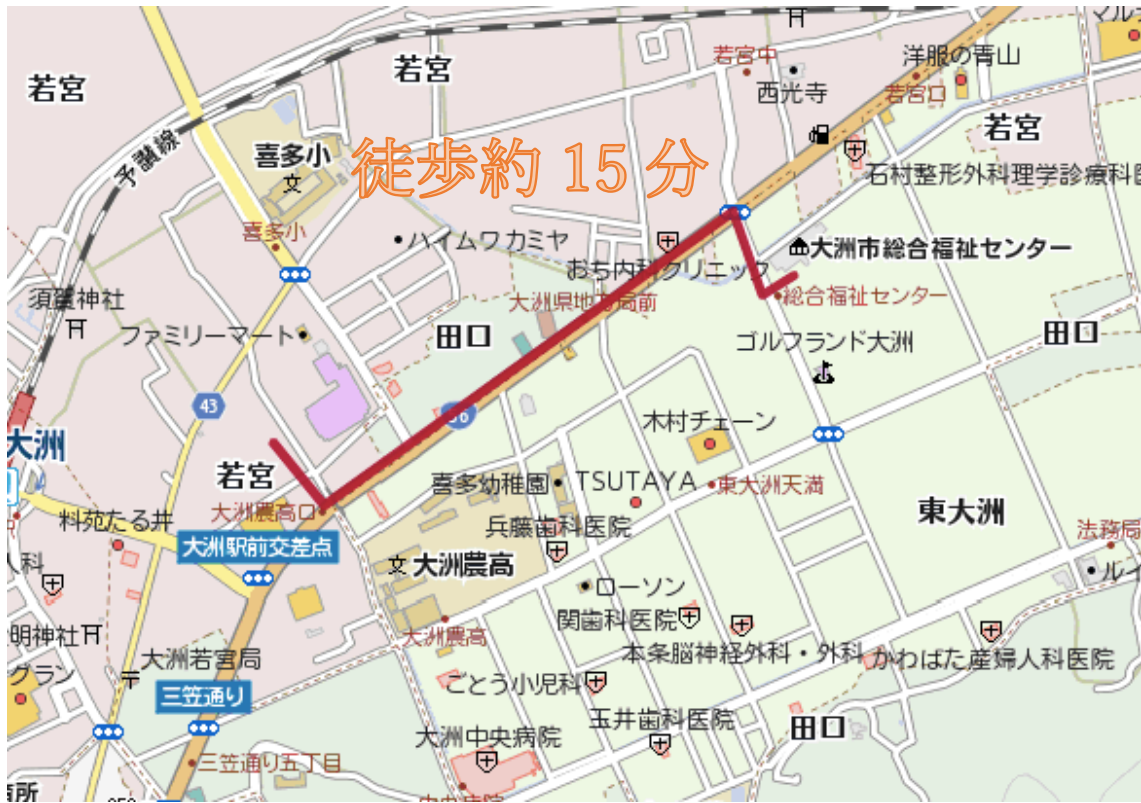 マル
若宮中
洋服の青山
若宮
若宮
西光寺
若宮口
若宮
予讃線
喜多小
文
徒歩約 15 分
石村整形外科理学診療科医
喜多小
ハイムワカミヤ
大洲市総合福祉センター
おち内科クリニック
須賀神社
大洲県地方局前
総合福祉センター
ファミリーマート
田口
田口
ゴルフランド大洲
43
56
木村チェーン
大洲
若宮
喜多幼稚園
TSUTAYA
東大洲天満
大洲農高口
料苑たる井
兵藤歯科医院
東大洲
法務局
大洲駅前交差点
文
大洲農高
人科
ローソン
ルイ
関歯科医院
明神社
大洲農高
大洲若宮局
本条脳神経外科・外科
かわばた産婦人科医院
グラン
ごとう小児科
三笠通り
玉井歯科医院
田口
大洲中央病院
三笠通り五丁目